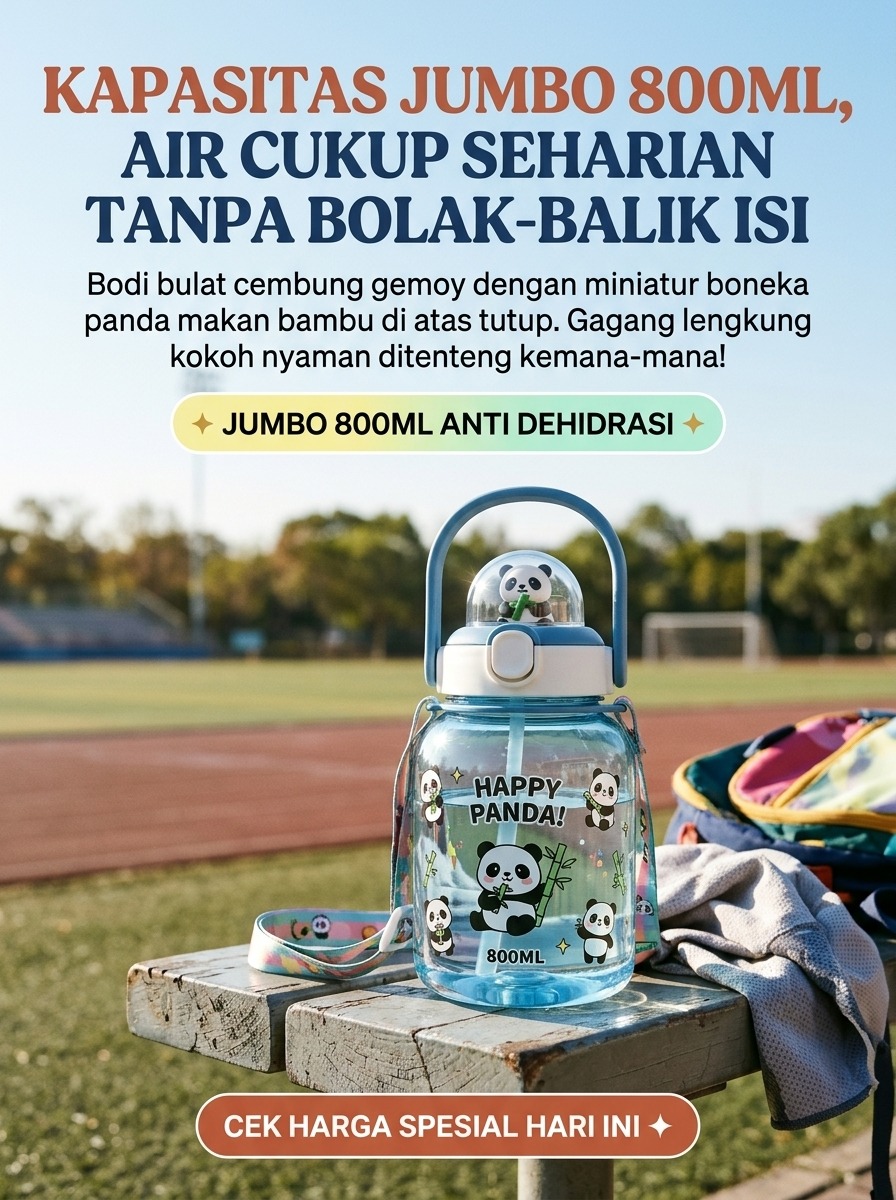 KAPASITAS JUMBO 800ML,
AIR CUKUP SEHARIAN
TANPA BOLAK-BALIK ISI
Bodi bulat cembung gemoy dengan miniatur boneka
panda makan bambu di atas tutup. Gagang lengkung
kokoh nyaman ditenteng kemana-mana!
✦ JUMBO 800ML ANTI DEHIDRASI ✦
HAPPY
PANDA!
800ML
CEK HARGA SPESIAL HARI INI ✦